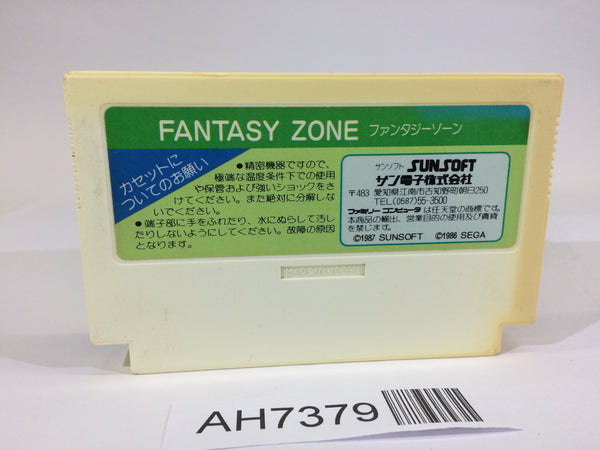 FANTASY ZONE ファンタジーゾーン
カセットに
ついてのお願い
●精密機器ですので、
極端な温度条件下での使用
や保管および強いショックをさ
けてください。また絶対に分解しな
いでください。
●端子部に手をふれたり、水にぬらして汚し
たりしないようにしてください。故障の原因
となります。
サンソフト SUNSOFT
サン電子株式会社
〒483 愛知県江南市古知野町朝日250
TEL.(0587)55-3500
ファミリーコンピュータは任天堂の商標です。
本商品の輸出、営業目的の使用及び賃貸
を禁じます。
©1987 SUNSOFT ©1986 SEGA
MADE IN JAPAN
AH7379